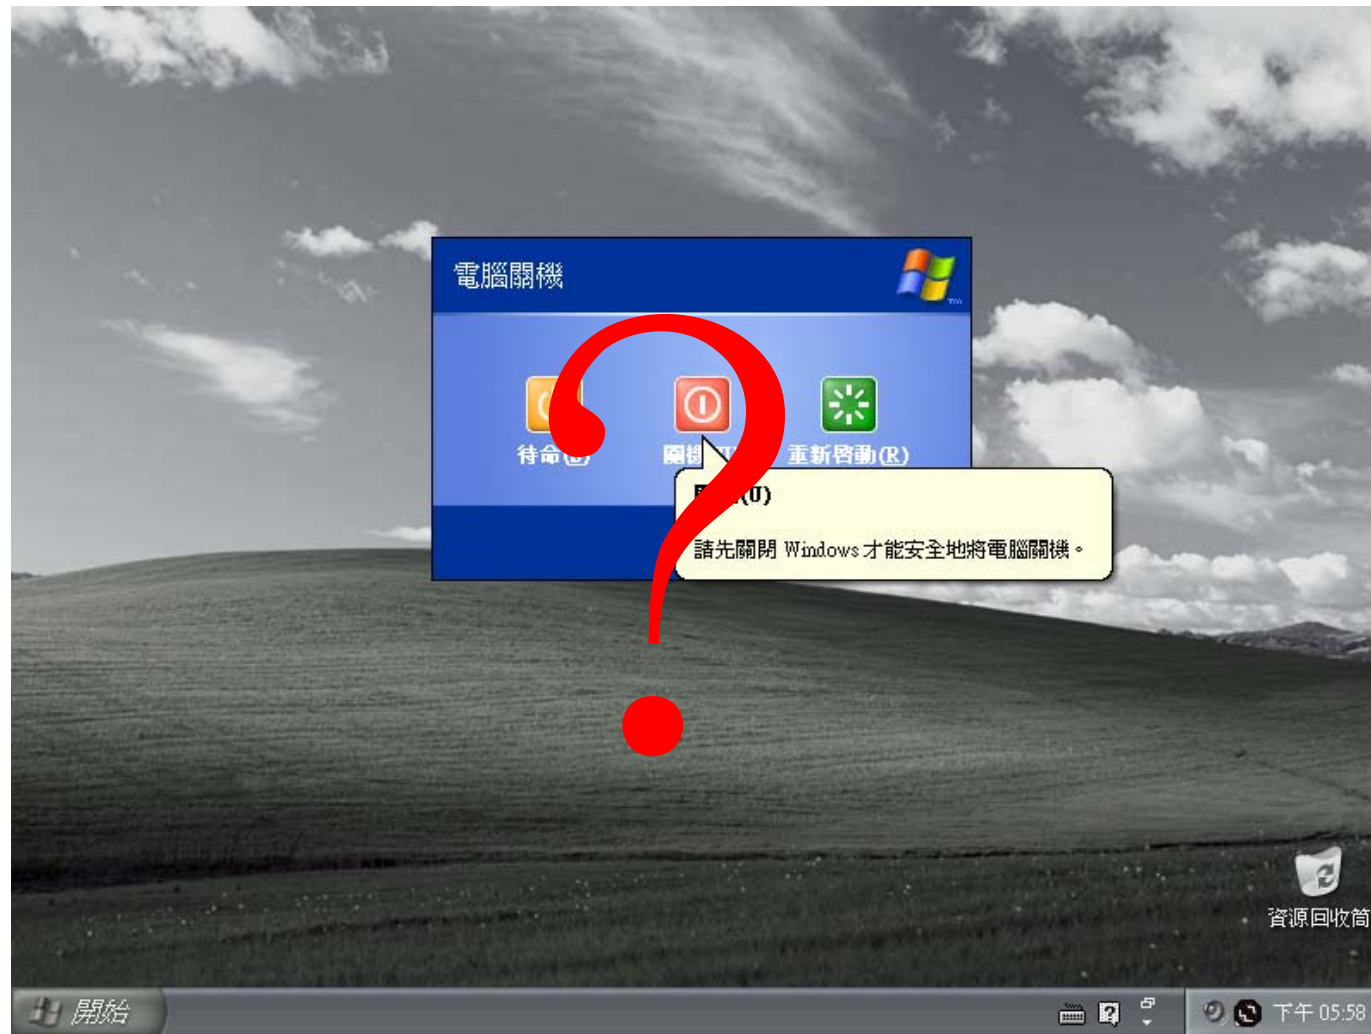 電腦關機
待命
重新啓動(R)
(U)
請先關閉 Windows 才能安全地將電腦關機。
資源回收筒
開始
下午 05:58